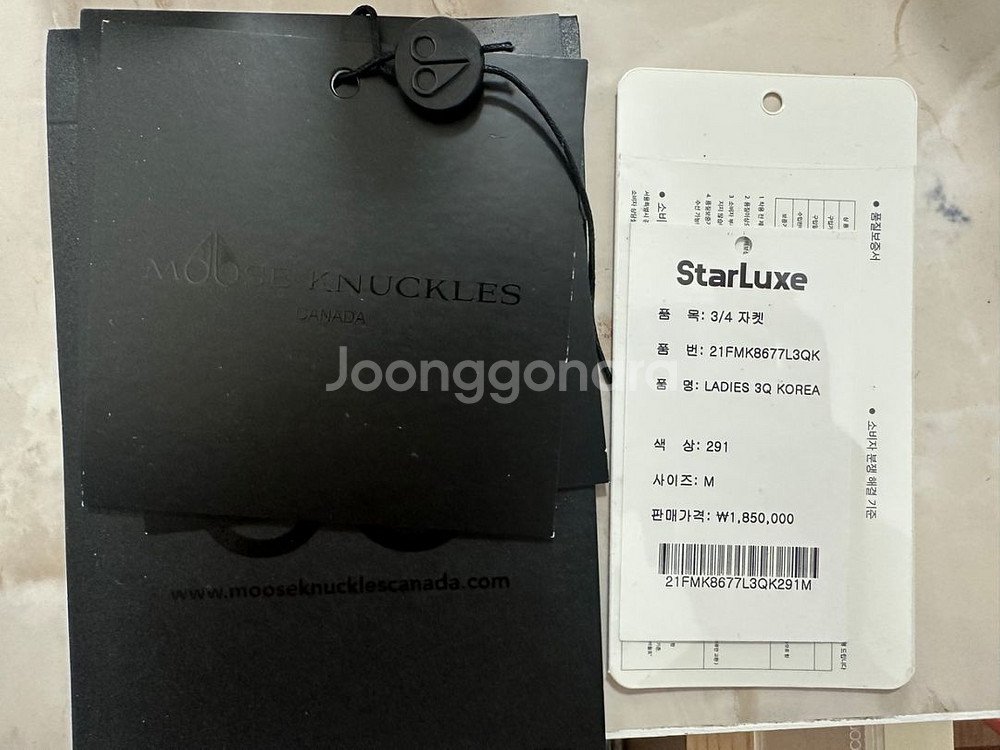 MOOSE KNUCKLES
CANADA
www.mooseknucklescanada.com
Joonggonara
● 품질보증서
● 소비자 분쟁 해결 기준
● 소비
StarLuxe
품 목: 3/4 자켓
품 번: 21FMK8677L3QK
품 명: LADIES 3Q KOREA
색 상: 291
사이즈: M
판매가격: ₩1,850,000
21FMK8677L3QK291M